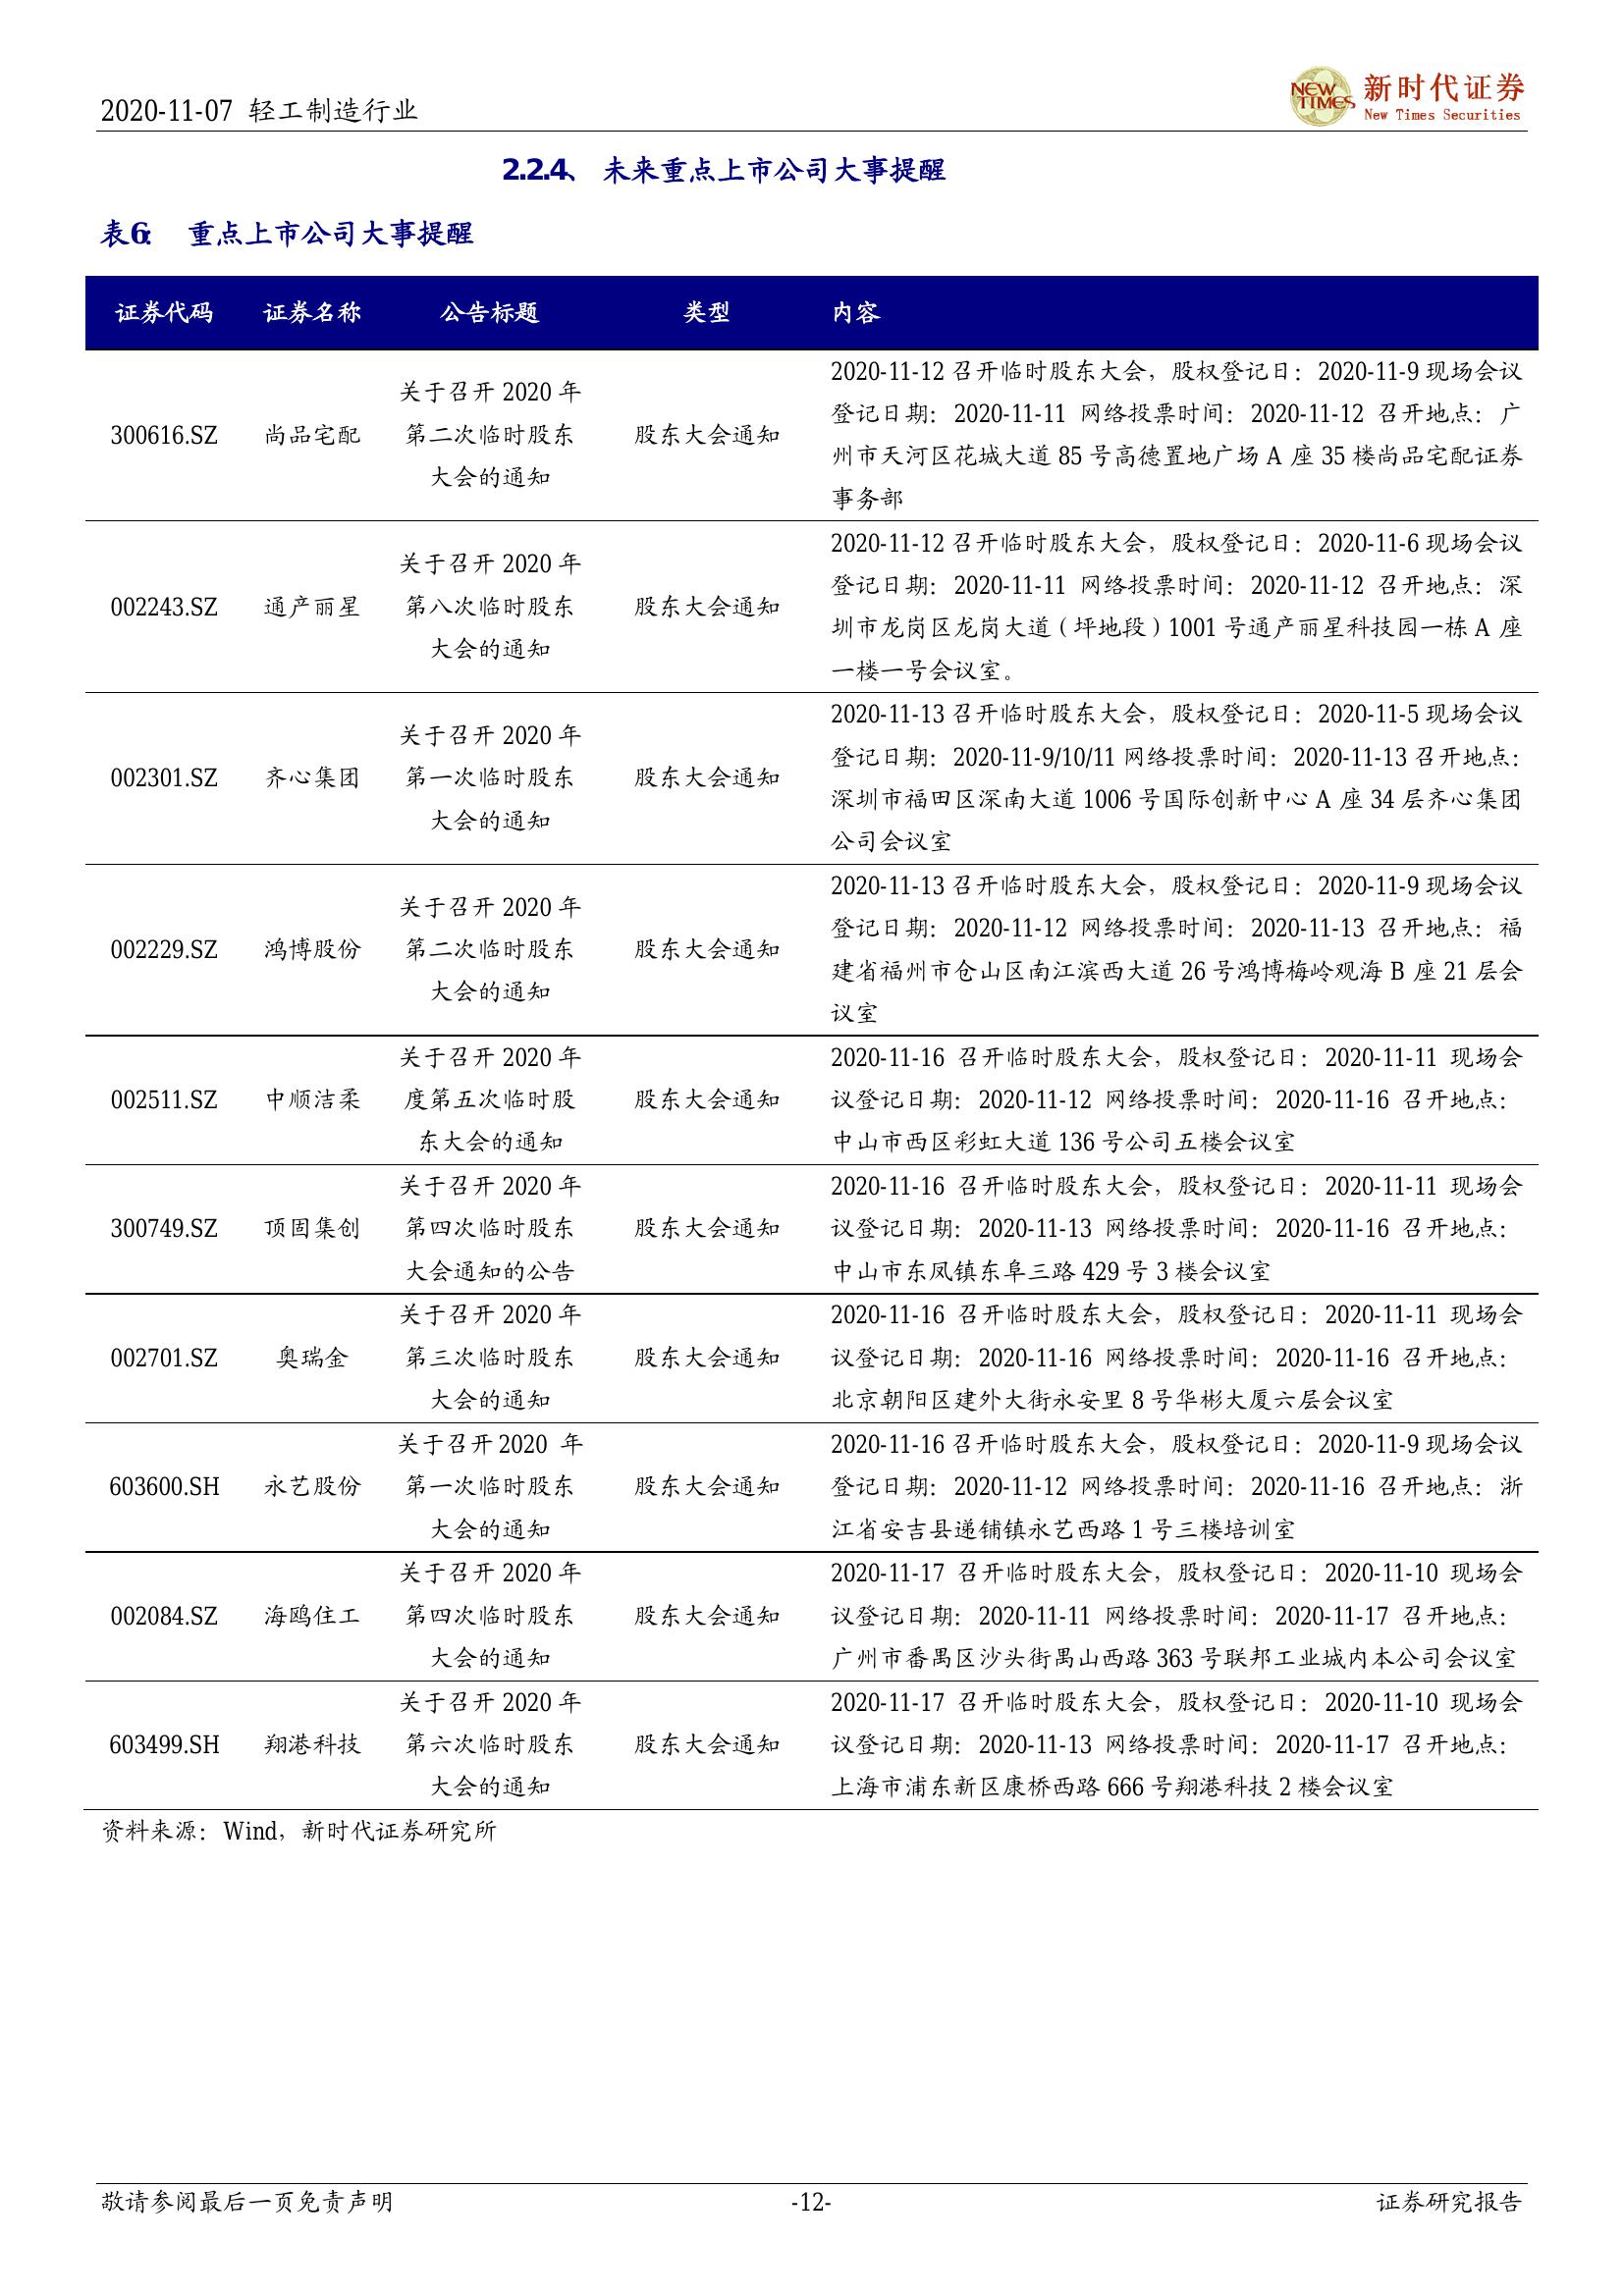 2020-11-07 轻工制造行业
新时代证券
NEW TIMES
New Times Securities
2.2.4、 未来重点上市公司大事提醒
表6： 重点上市公司大事提醒
证券代码 证券名称 公告标题 类型 内容
300616.SZ 尚品宅配
关于召开 2020 年
第二次临时股东
大会的通知
股东大会通知
2020-11-12 召开临时股东大会，股权登记日：2020-11-9 现场会议
登记日期：2020-11-11 网络投票时间：2020-11-12 召开地点：广
州市天河区花城大道 85 号高德置地广场 A 座 35 楼尚品宅配证券
事务部
002243.SZ 通产丽星
关于召开 2020 年
第八次临时股东
大会的通知
股东大会通知
2020-11-12 召开临时股东大会，股权登记日：2020-11-6 现场会议
登记日期：2020-11-11 网络投票时间：2020-11-12 召开地点：深
圳市龙岗区龙岗大道（坪地段）1001 号通产丽星科技园一栋 A 座
一楼一号会议室。
002301.SZ 齐心集团
关于召开 2020 年
第一次临时股东
大会的通知
股东大会通知
2020-11-13 召开临时股东大会，股权登记日：2020-11-5 现场会议
登记日期：2020-11-9/10/11 网络投票时间：2020-11-13 召开地点：
深圳市福田区深南大道 1006 号国际创新中心 A 座 34 层齐心集团
公司会议室
002229.SZ 鸿博股份
关于召开 2020 年
第二次临时股东
大会的通知
股东大会通知
2020-11-13 召开临时股东大会，股权登记日：2020-11-9 现场会议
登记日期：2020-11-12 网络投票时间：2020-11-13 召开地点：福
建省福州市仓山区南江滨西大道 26 号鸿博梅岭观海 B 座 21 层会
议室
002511.SZ 中顺洁柔
关于召开 2020 年
度第五次临时股
东大会的通知
股东大会通知
2020-11-16 召开临时股东大会，股权登记日：2020-11-11 现场会
议登记日期：2020-11-12 网络投票时间：2020-11-16 召开地点：
中山市西区彩虹大道 136 号公司五楼会议室
300749.SZ 顶固集创
关于召开 2020 年
第四次临时股东
大会通知的公告
股东大会通知
2020-11-16 召开临时股东大会，股权登记日：2020-11-11 现场会
议登记日期：2020-11-13 网络投票时间：2020-11-16 召开地点：
中山市东凤镇东阜三路 429 号 3 楼会议室
002701.SZ 奥瑞金
关于召开 2020 年
第三次临时股东
大会的通知
股东大会通知
2020-11-16 召开临时股东大会，股权登记日：2020-11-11 现场会
议登记日期：2020-11-16 网络投票时间：2020-11-16 召开地点：
北京朝阳区建外大街永安里 8 号华彬大厦六层会议室
603600.SH 永艺股份
关于召开 2020 年
第一次临时股东
大会的通知
股东大会通知
2020-11-16 召开临时股东大会，股权登记日：2020-11-9 现场会议
登记日期：2020-11-12 网络投票时间：2020-11-16 召开地点：浙
江省安吉县递铺镇永艺西路 1 号三楼培训室
002084.SZ 海鸥住工
关于召开 2020 年
第四次临时股东
大会的通知
股东大会通知
2020-11-17 召开临时股东大会，股权登记日：2020-11-10 现场会
议登记日期：2020-11-11 网络投票时间：2020-11-17 召开地点：
广州市番禺区沙头街禺山西路 363 号联邦工业城内本公司会议室
603499.SH 翔港科技
关于召开 2020 年
第六次临时股东
大会的通知
股东大会通知
2020-11-17 召开临时股东大会，股权登记日：2020-11-10 现场会
议登记日期：2020-11-13 网络投票时间：2020-11-17 召开地点：
上海市浦东新区康桥西路 666 号翔港科技 2 楼会议室
资料来源：Wind，新时代证券研究所
敬请参阅最后一页免责声明 -12- 证券研究报告